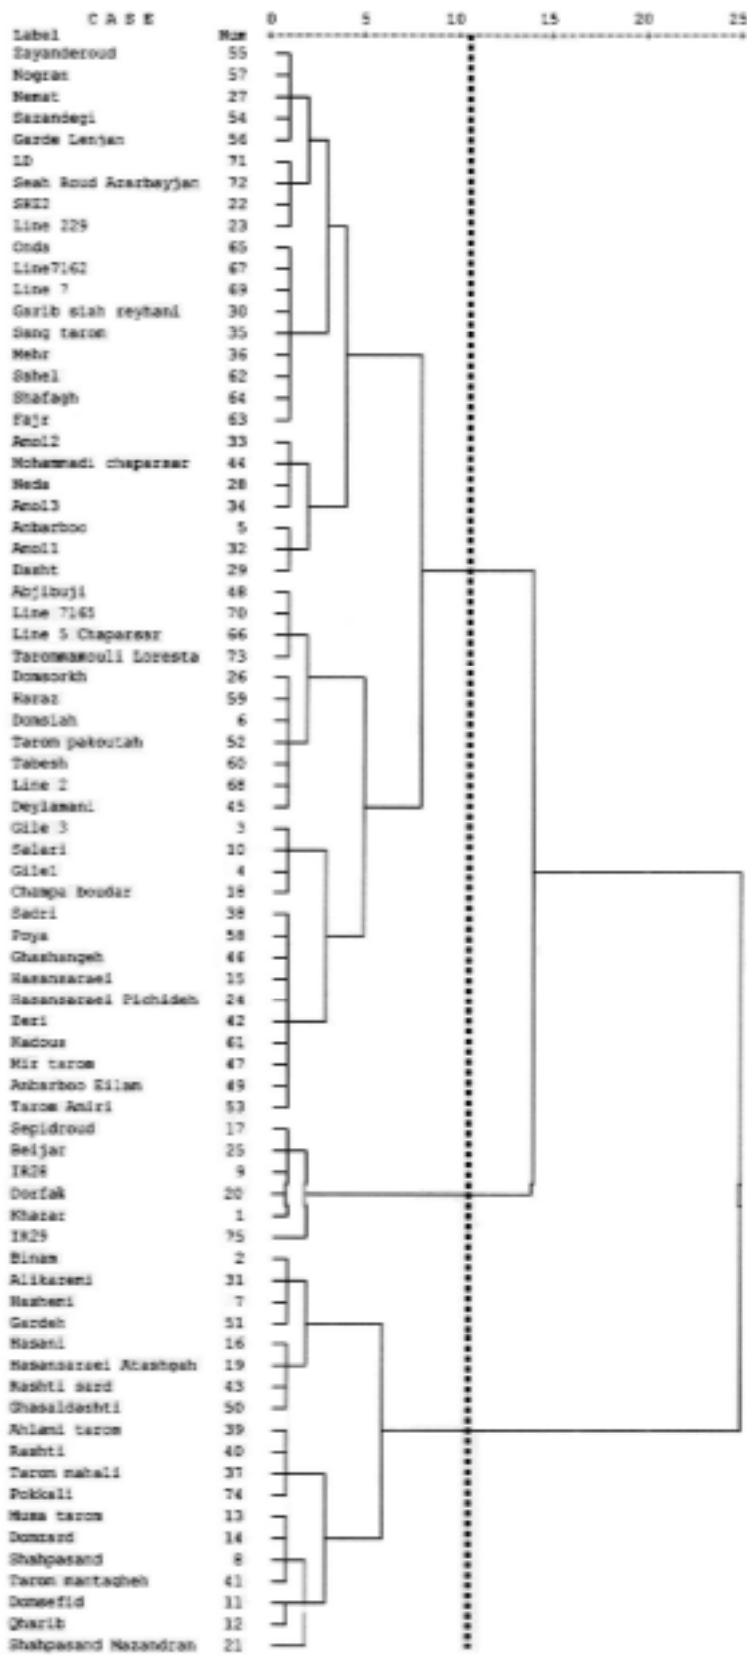 C A S E 0 5 10 15 20 25
Label Num
Zayanderoud 55
Nogran 57
Nemat 27
Sazandegi 54
Garde Lenjan 56
LD 71
Seah Roud Azarbayjan 72
22
Line 229 23
Onda 65
Line7162 67
Line 7 69
Garib siah reyhani 30
Sang tarom 35
Mehr 36
Sahel 62
Shafagh 64
Fajr 63
Amol2 33
Mohammadi chaparsar 44
Neda 28
Amol3 34
Anbarboo 5
Amol1 32
Dasht 29
Abjibuji 48
Line 7165 70
Line 5 Chaparsar 66
Tarommamouli Loresta 73
Domsorkh 26
Haraz 59
Domsiah 6
Tarom pakoutah 52
Tabesh 60
Line 2 68
Deylamani 45
Gile 3 3
Salari 10
Gile1 4
Champa boudar 18
Sadri 38
Poya 58
Ghashangeh 46
Hasansaraei 15
Hasansaraei Pichideh 24
Zeri 42
Kadous 61
Mir tarom 47
Anbarboo Eilam 49
Tarom Amiri 53
Sepidroud 17
Beijar 25
IR28 9
Dorfak 20
Khazar 1
IR29 75
Binam 2
Alikazemi 31
Hashemi 7
Gardeh 51
Hasani 16
Hasansaraei Atashgah 19
Rashti sard 43
Ghasaldashti 50
Ahlami tarom 39
Rashti 40
Tarom mahali 37
Pokkali 74
Musa tarom 13
Domzard 14
Shahpasand 8
Tarom mantagheh 41
Domsefid 11
Qharib 12
Shahpasand Mazandran 21